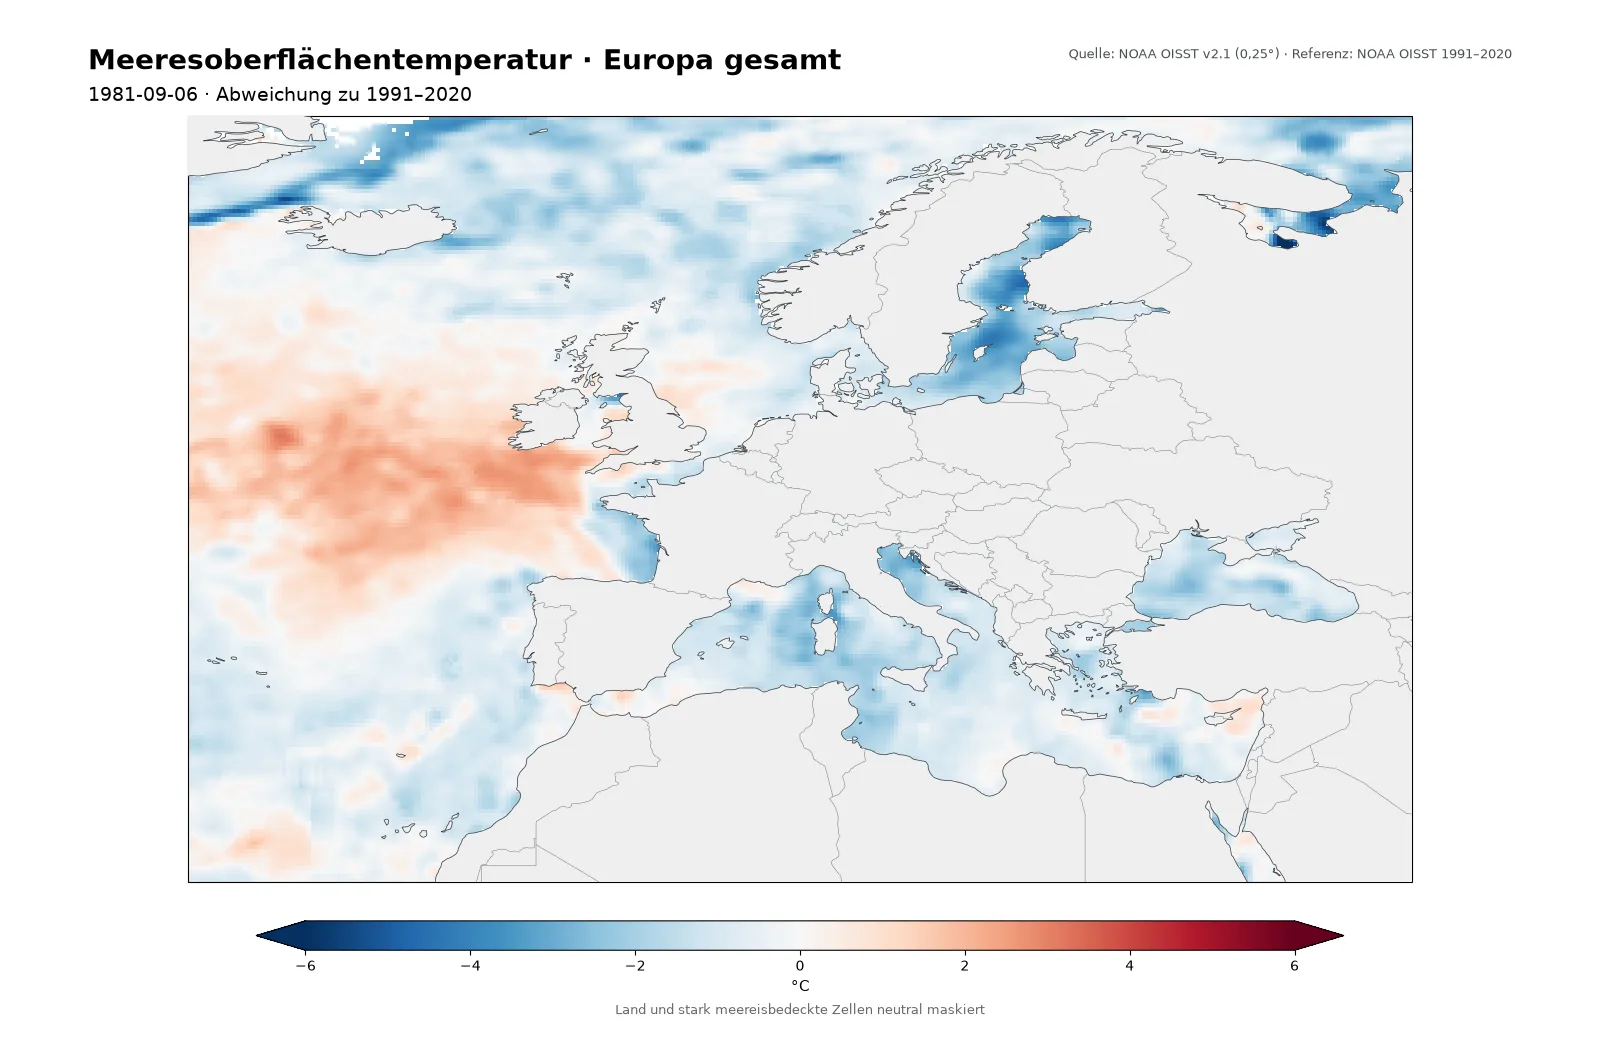 Meeresoberflächentemperatur · Europa gesamt
Quelle: NOAA OISST v2.1 (0,25°) · Referenz: NOAA OISST 1991–2020
1981-09-06 · Abweichung zu 1991–2020
−6 −4 −2 0 2 4 6
°C
Land und stark meereisbedeckte Zellen neutral maskiert